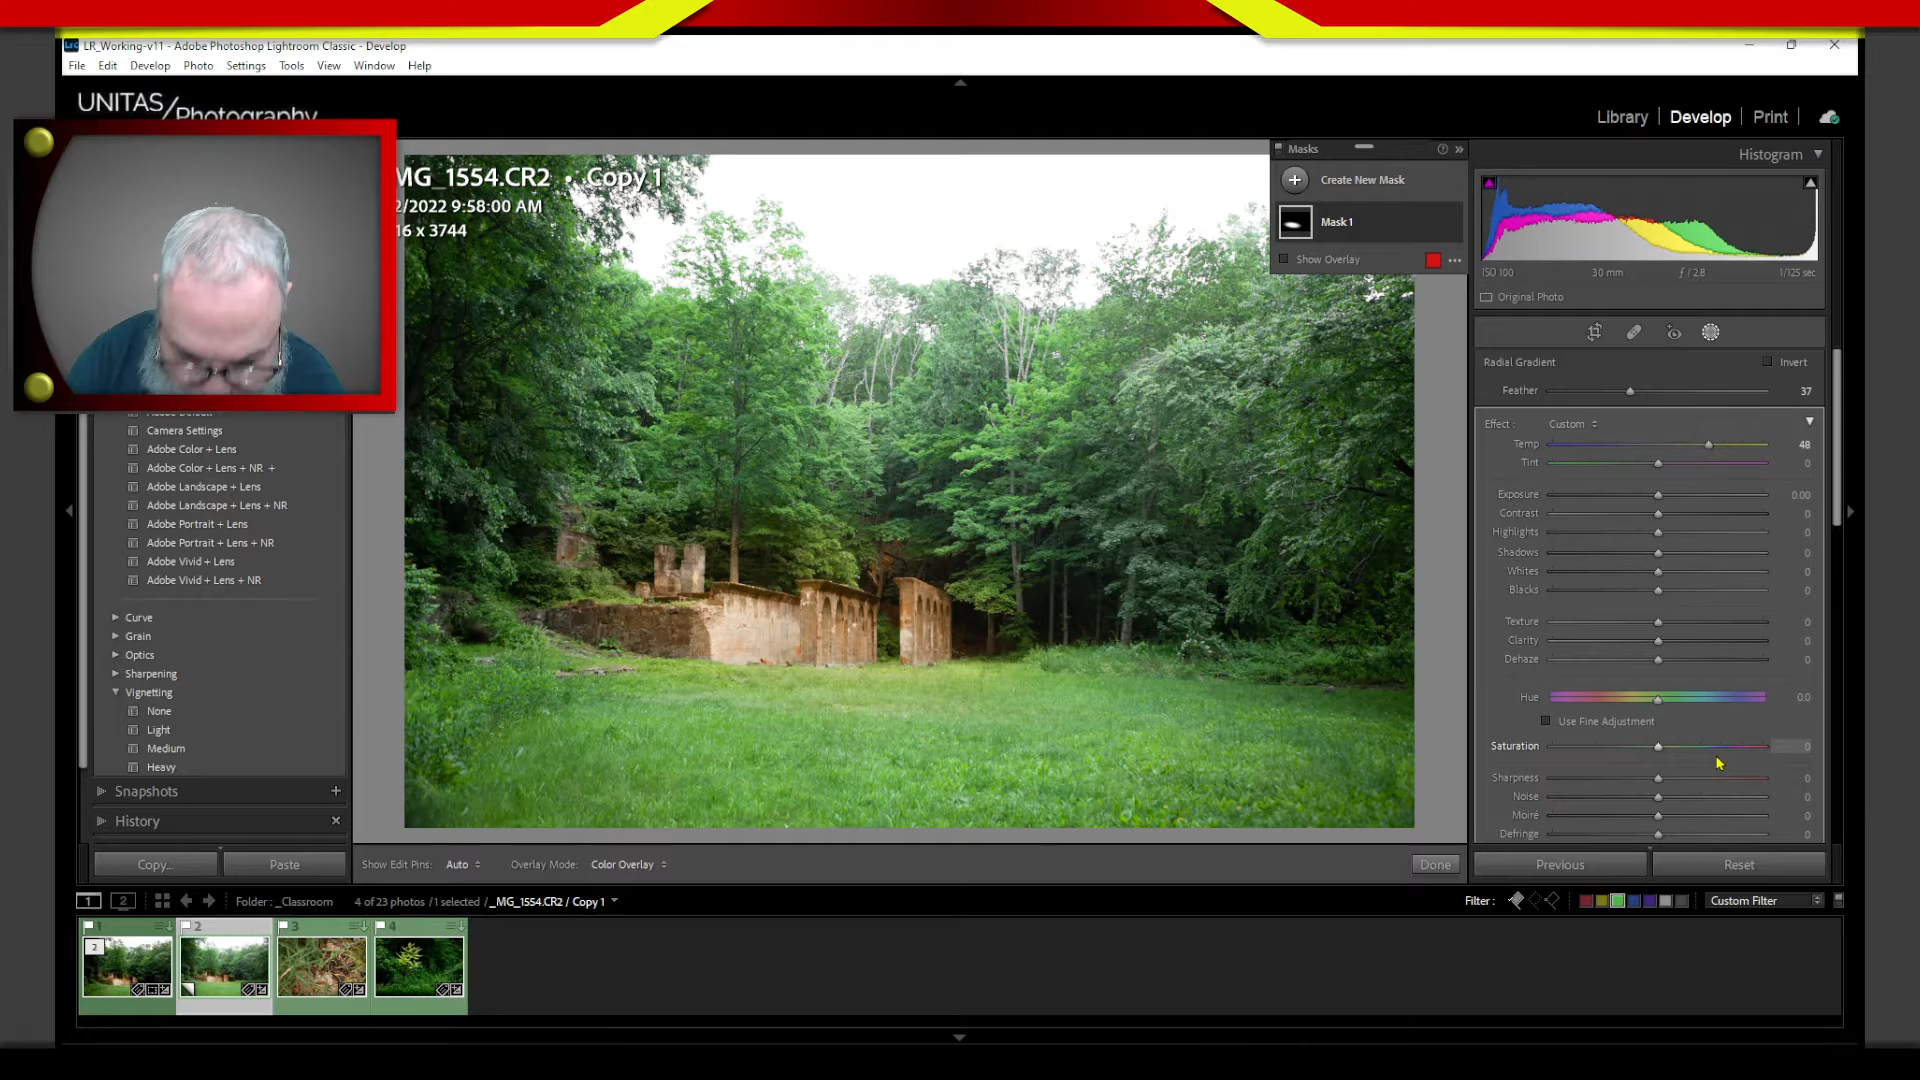 LR_Working-v11 - Adobe Photoshop Lightroom Classic - Develop
File Edit Develop Photo Settings Tools View Window Help
UNITAS/Photography
Library | Develop | Print |
MG_1554.CR2 • Copy 1
2/2022 9:58:00 AM
16 x 3744
Masks
Create New Mask
Mask 1
Show Overlay
Histogram
ISO 100 30 mm ƒ / 2.8 1/125 sec
Original Photo
Radial Gradient Invert
Feather 37
Effect : Custom
Temp 48
Tint 0
Exposure 0.00
Contrast 0
Highlights 0
Shadows 0
Whites 0
Blacks 0
Texture 0
Clarity 0
Dehaze 0
Hue 0.0
Use Fine Adjustment
Saturation 0
Sharpness 0
Noise 0
Moiré 0
Defringe 0
Previous Reset
Camera Settings
Adobe Color + Lens
Adobe Color + Lens + NR +
Adobe Landscape + Lens
Adobe Landscape + Lens + NR
Adobe Portrait + Lens
Adobe Portrait + Lens + NR
Adobe Vivid + Lens
Adobe Vivid + Lens + NR
Curve
Grain
Optics
Sharpening
Vignetting
None
Light
Medium
Heavy
Snapshots +
History ×
Copy... Paste
Show Edit Pins: Auto Overlay Mode: Color Overlay Done
1 2 Folder : _Classroom 4 of 23 photos / 1 selected / _MG_1554.CR2 / Copy 1 Filter : Custom Filter
1 2 3 4
2